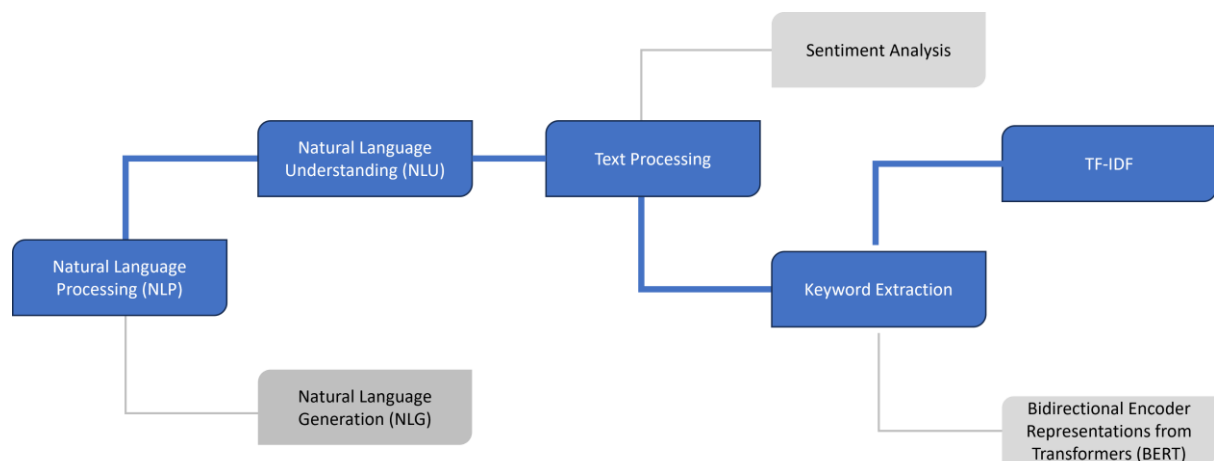 Sentiment Analysis
Natural Language
Understanding (NLU)
Text Processing
TF-IDF
Natural Language
Processing (NLP)
Keyword Extraction
Natural Language
Generation (NLG)
Bidirectional Encoder
Representations from
Transformers (BERT)